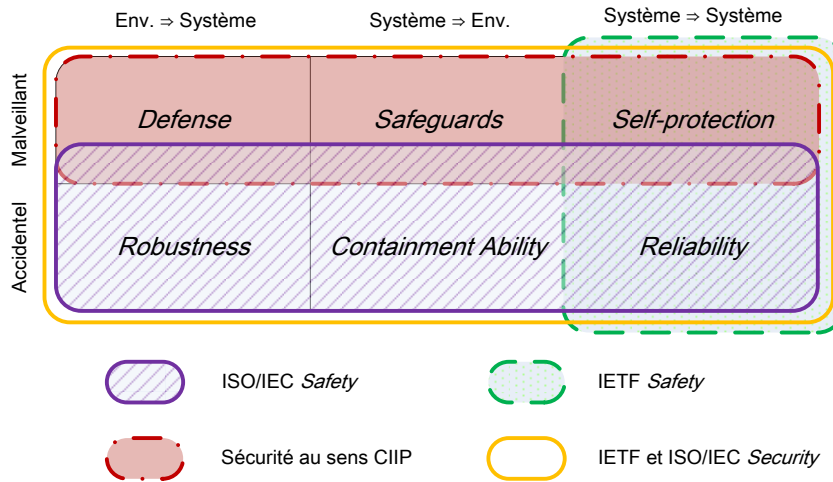 Env. ⇒ Système
Système ⇒ Env.
Système ⇒ Système
Malveillant
Defense
Safeguards
Self-protection
Accidentel
Robustness
Containment Ability
Reliability
ISO/IEC Safety
IETF Safety
Sécurité au sens CIIP
IETF et ISO/IEC Security